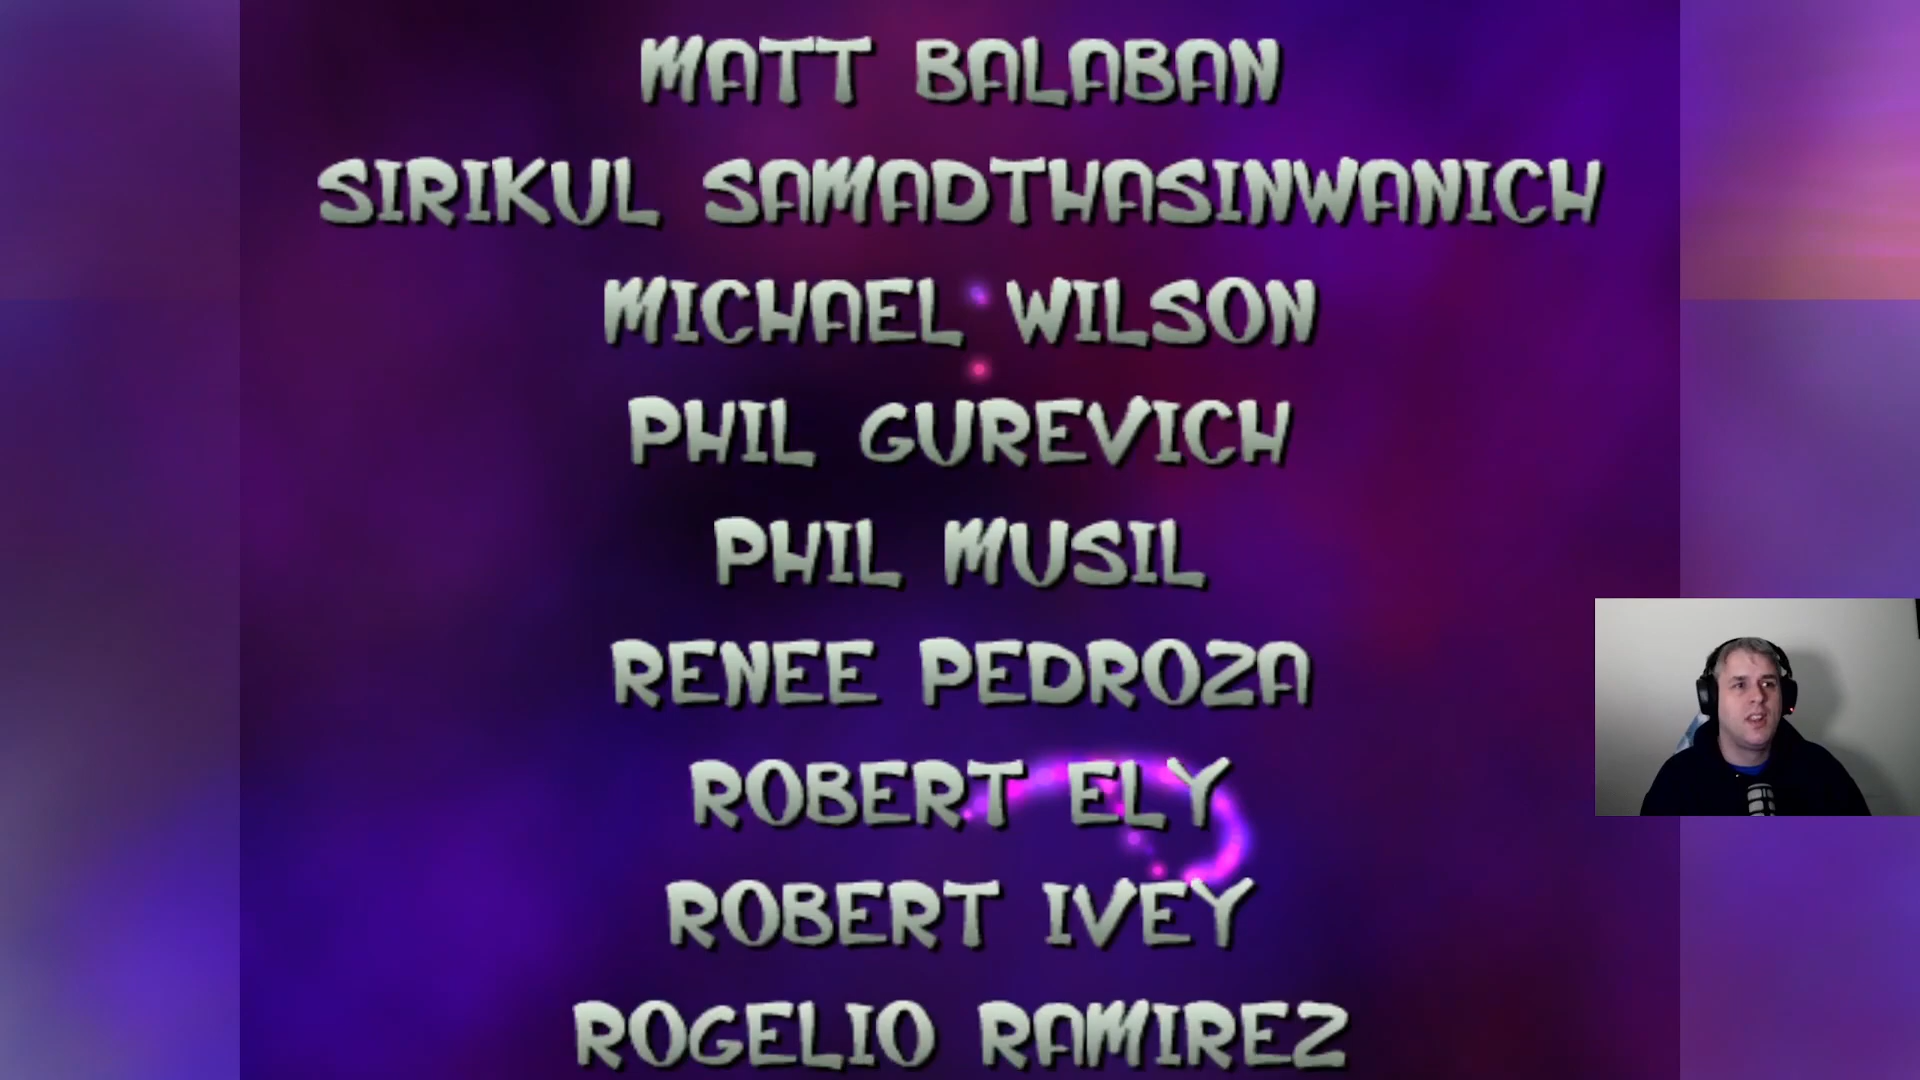 MATT BALABAN
SIRIKUL SAMADTHASINWANICH
MICHAEL WILSON
PHIL GUREVICH
PHIL MUSIL
RENEE PEDROZA
ROBERT ELY
ROBERT IVEY
ROGELIO RAMIREZ